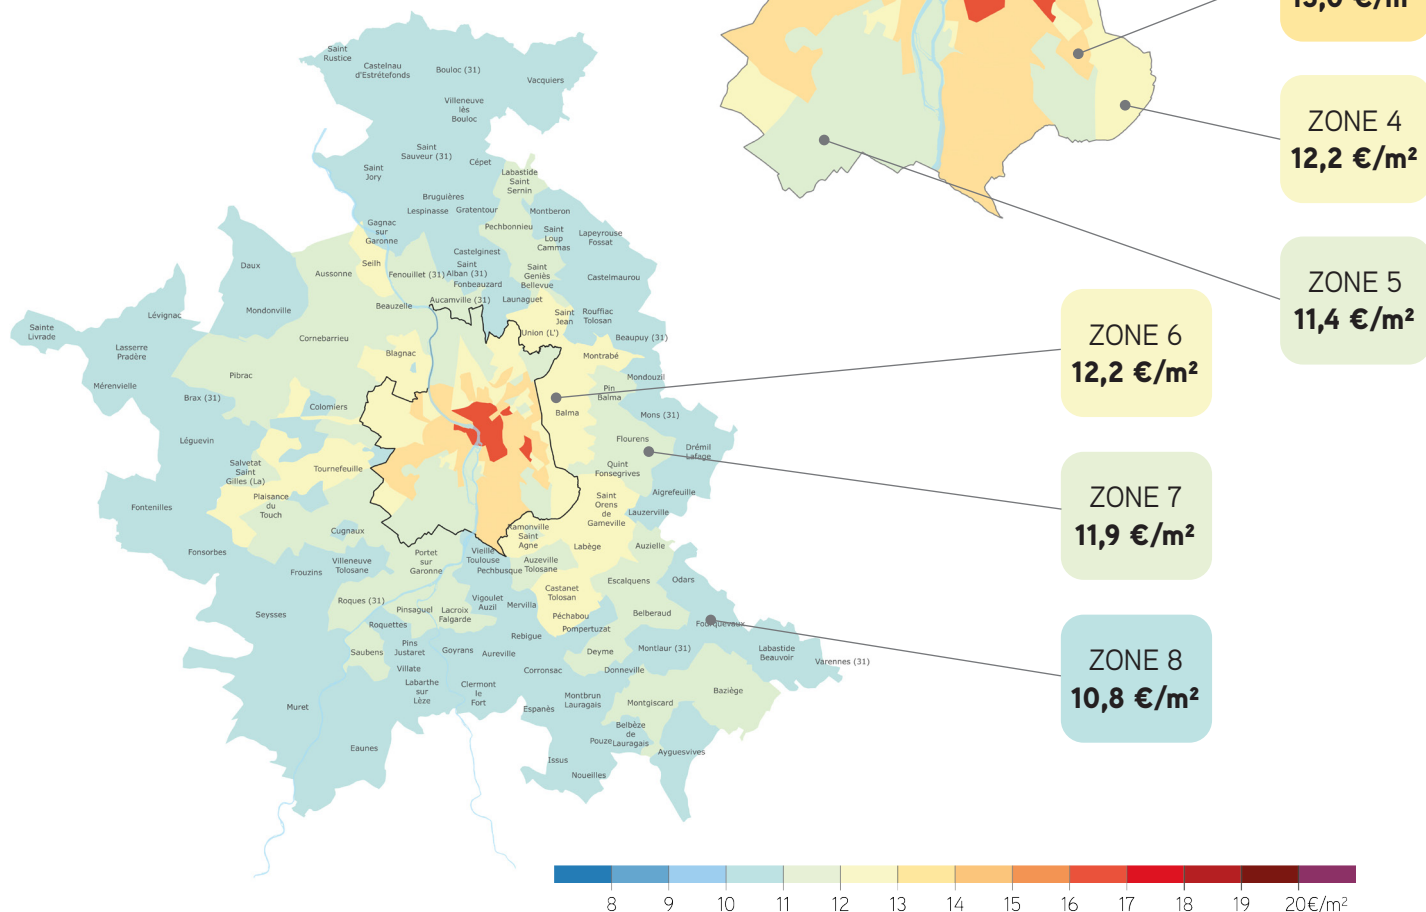 13,0 €/m²
ZONE 4
12,2 €/m²
ZONE 5
11,4 €/m²
ZONE 6
12,2 €/m²
ZONE 7
11,9 €/m²
ZONE 8
10,8 €/m²
Saint
Rustice
Castelnau
d'Estrétefonds
Bouloc (31)
Vacquiers
Villeneuve
lès
Bouloc
Saint
Sauveur (31)
Cépet
Saint
Jory
Labastide
Saint
Sernin
Bruguières
Lespinasse
Gratentour
Montberon
Gagnac
sur
Garonne
Pechbonnieu
Saint
Loup
Cammas
Lapeyrouse
Fossat
Castelginest
Daux
Aussonne
Seilh
Fenouillet (31)
Saint
Alban (31)
Fonbeauzard
Saint
Geniès
Bellevue
Castelmaurou
Mondonville
Beauzelle
Aucamville (31)
Launaguet
Saint
Jean
Rouffiac
Tolosan
Lévignac
Sainte
Livrade
Cornebarrieu
Union (L')
Beaupuy (31)
Lasserre
Pradère
Blagnac
Montrabé
Mérenvielle
Pibrac
Mondouzil
Brax (31)
Colomiers
Pin
Balma
Balma
Mons (31)
Léguevin
Flourens
Drémil
Lafage
Salvetat
Saint
Gilles (La)
Tournefeuille
Quint
Fonsegrives
Plaisance
du
Touch
Saint
Orens
de
Gameville
Aigrefeuille
Fontenilles
Lauzerville
Cugnaux
Ramonville
Saint
Agne
Fonsorbes
Labège
Auzielle
Frouzins
Villeneuve
Tolosane
Portet
sur
Garonne
Vieille
Toulouse
Pechbusque
Auzeville
Tolosane
Escalquens
Odars
Seysses
Roques (31)
Pinsaguel
Lacroix
Falgarde
Vigoulet
Auzil
Mervilla
Castanet
Tolosan
Péchabou
Belberaud
Fourquevaux
Roquettes
Rebigue
Pompertuzat
Saubens
Pins
Justaret
Goyrans
Aureville
Deyme
Montlaur (31)
Labastide
Beauvoir
Varennes (31)
Villate
Corronsac
Donneville
Labarthe
sur
Lèze
Clermont
le
Fort
Montbrun
Lauragais
Montgiscard
Baziège
Muret
Espanès
Belbèze
de
Lauragais
Eaunes
Pouze
Ayguesvives
Issus
Noueilles
8 9 10 11 12 13 14 15 16 17 18 19 20€/m²